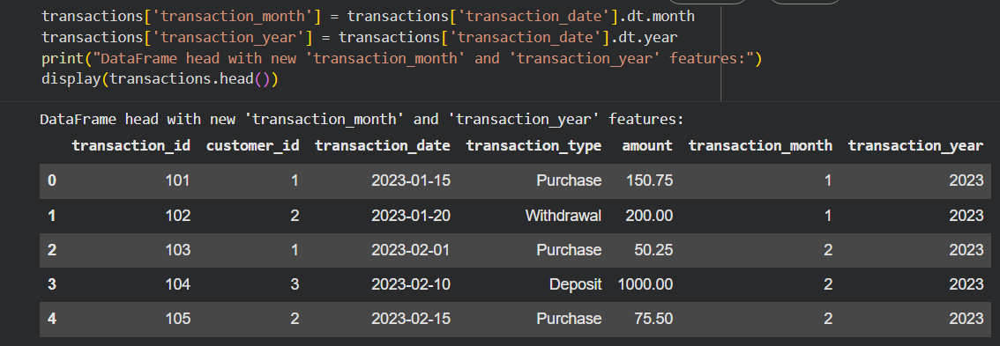 transactions['transaction_month'] = transactions['transaction_date'].dt.month
transactions['transaction_year'] = transactions['transaction_date'].dt.year
print("DataFrame head with new 'transaction_month' and 'transaction_year' features:")
display(transactions.head())
DataFrame head with new 'transaction_month' and 'transaction_year' features:
transaction_id customer_id transaction_date transaction_type amount transaction_month transaction_year
0 101 1 2023-01-15 Purchase 150.75 1 2023
1 102 2 2023-01-20 Withdrawal 200.00 1 2023
2 103 1 2023-02-01 Purchase 50.25 2 2023
3 104 3 2023-02-10 Deposit 1000.00 2 2023
4 105 2 2023-02-15 Purchase 75.50 2 2023